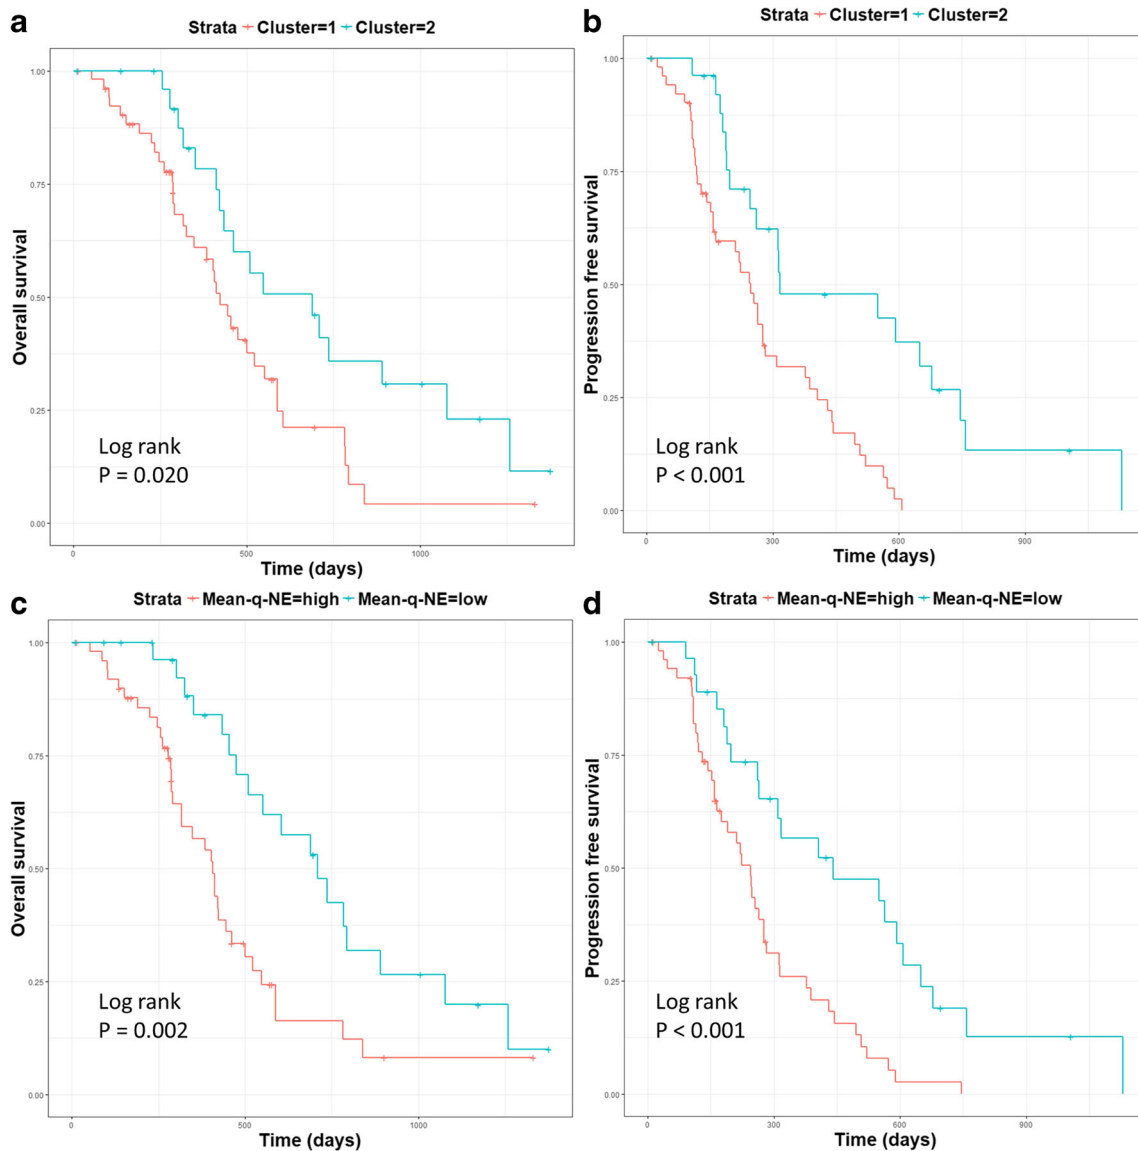 a
Strata Cluster=1 Cluster=2
1.00
0.75
0.50
0.25
0.00
Overall survival
Log rank
P = 0.020
0 500 1000
Time (days)
b
Strata Cluster=1 Cluster=2
1.00
0.75
0.50
0.25
0.00
Progression free survival
Log rank
P < 0.001
0 300 600 900
Time (days)
c
Strata Mean-q-NE=high Mean-q-NE=low
1.00
0.75
0.50
0.25
0.00
Overall survival
Log rank
P = 0.002
0 500 1000
Time (days)
d
Strata Mean-q-NE=high Mean-q-NE=low
1.00
0.75
0.50
0.25
0.00
Progression free survival
Log rank
P < 0.001
0 300 600 900
Time (days)